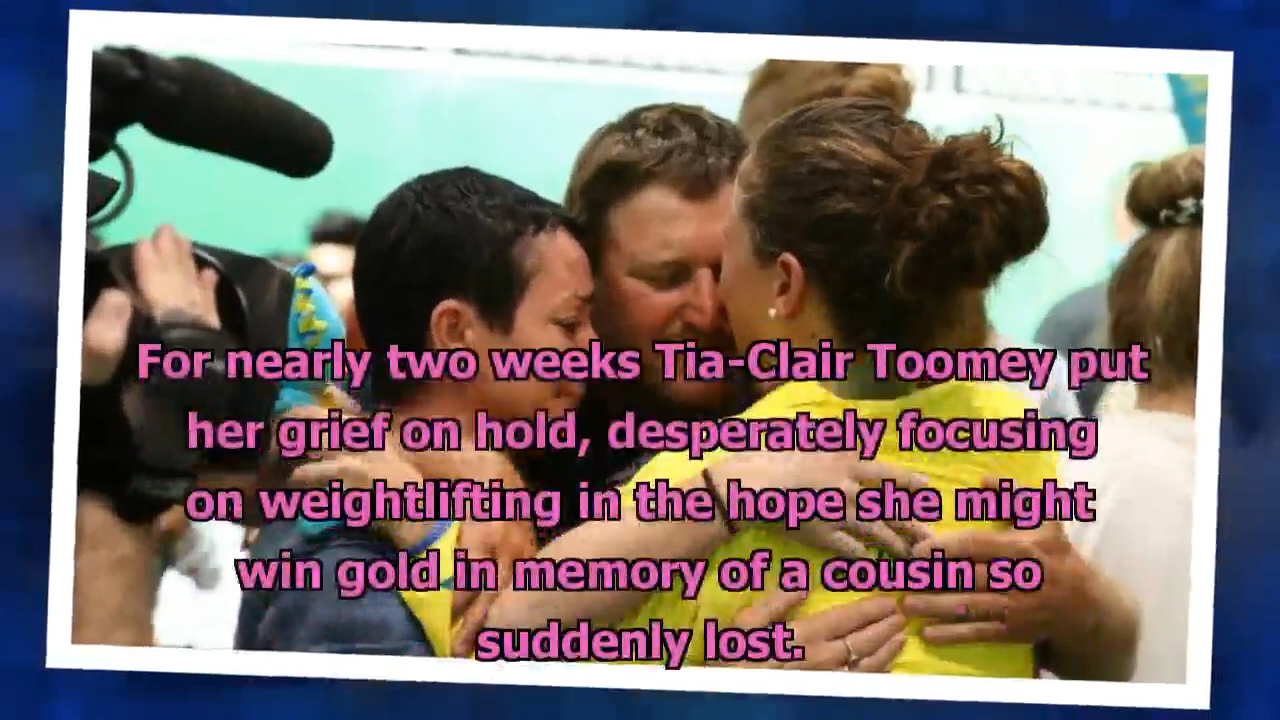 For nearly two weeks Tia-Clair Toomey put
her grief on hold, desperately focusing
on weightlifting in the hope she might
win gold in memory of a cousin so
suddenly lost.